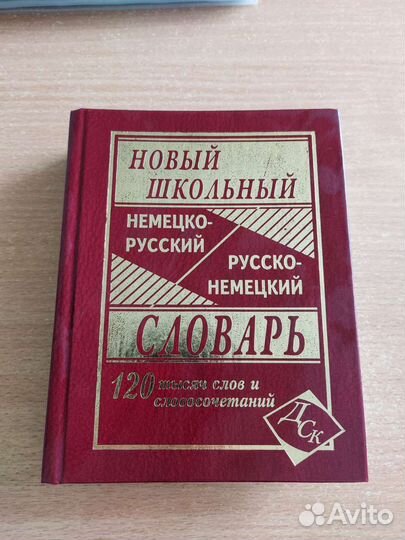 НОВЫЙ
ШКОЛЬНЫЙ
НЕМЕЦКО-
РУССКИЙ
РУССКО-
НЕМЕЦКИЙ
СЛОВАРЬ
120 тысяч слов и
словосочетаний
ДСК
Avito